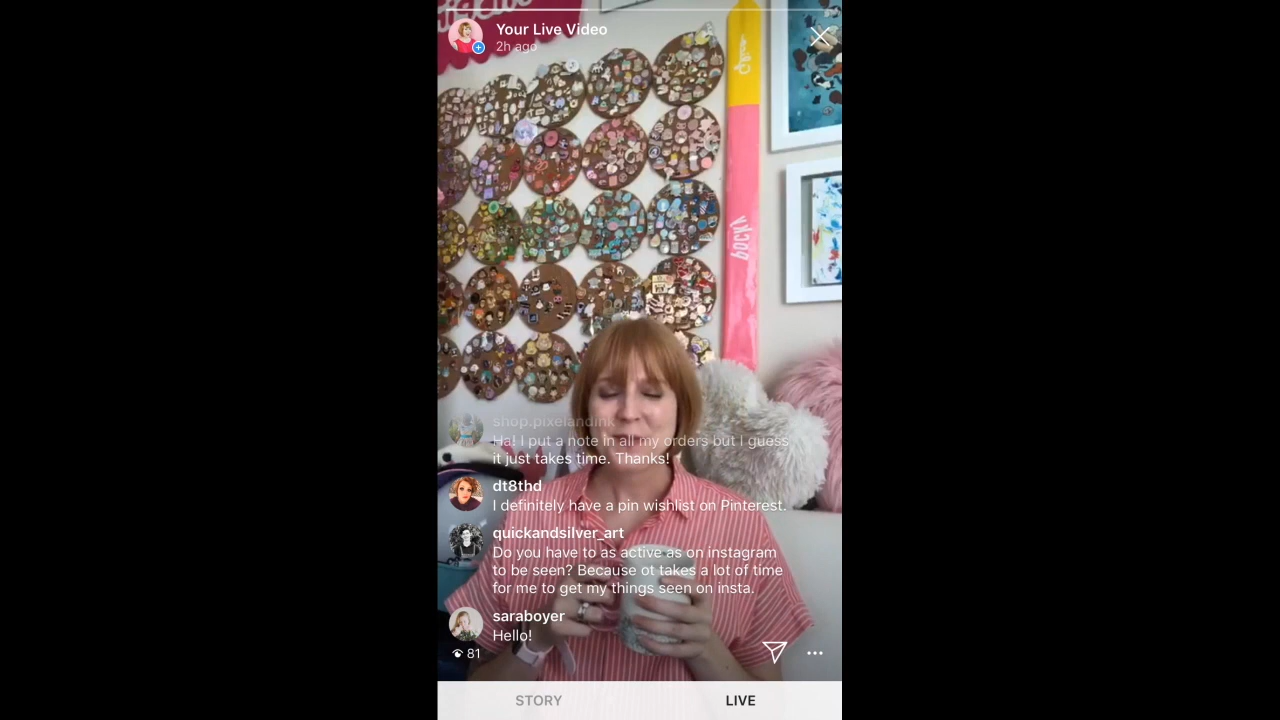 Your Live Video
2h ago
pocky
shop.pixelandink
Ha! I put a note in all my orders but I guess
it just takes time. Thanks!
dt8thd
I definitely have a pin wishlist on Pinterest.
quickandsilver_art
Do you have to as active as on instagram
to be seen? Because ot takes a lot of time
for me to get my things seen on insta.
saraboyer
Hello!
81
STORY
LIVE